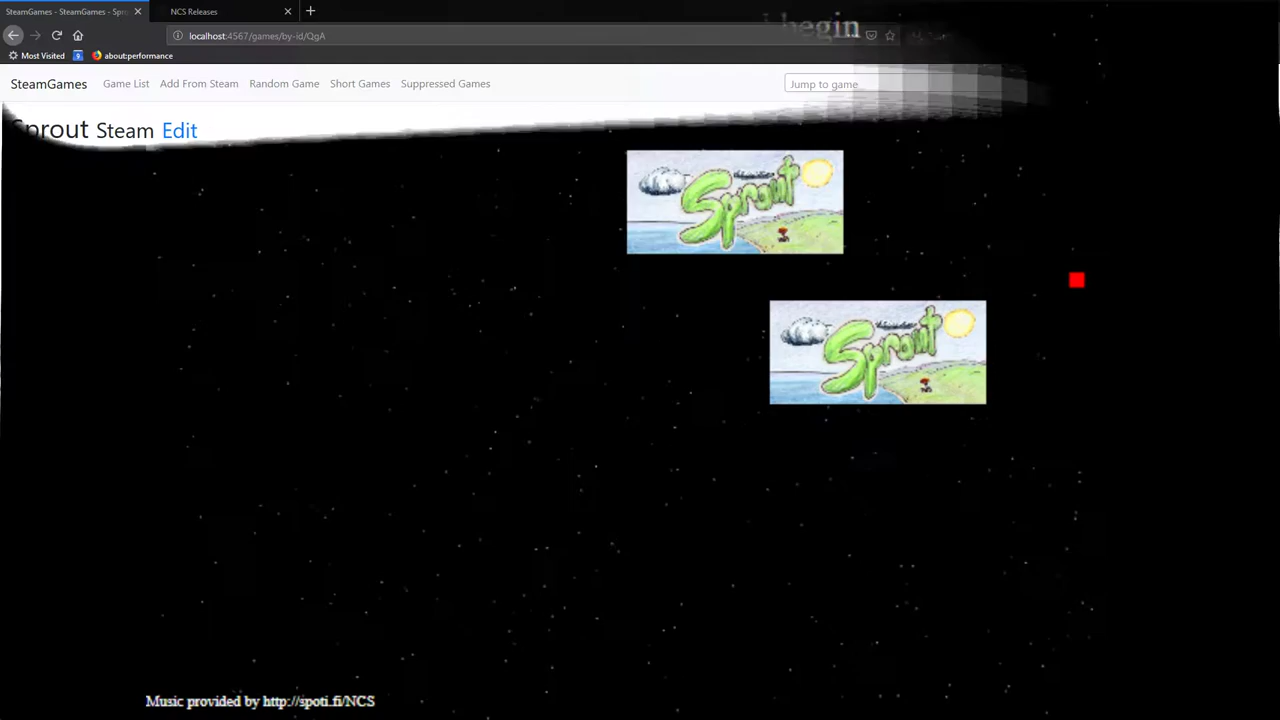 SteamGames - SteamGames - Spr
NCS Releases
begin
localhost:4567/games/by-id/QgA
Most Visited
about:performance
SteamGames Game List Add From Steam Random Game Short Games Suppressed Games
Jump to game
Sprout Steam Edit
Sprout
Sprout
Music provided by http://spoti.fi/NCS